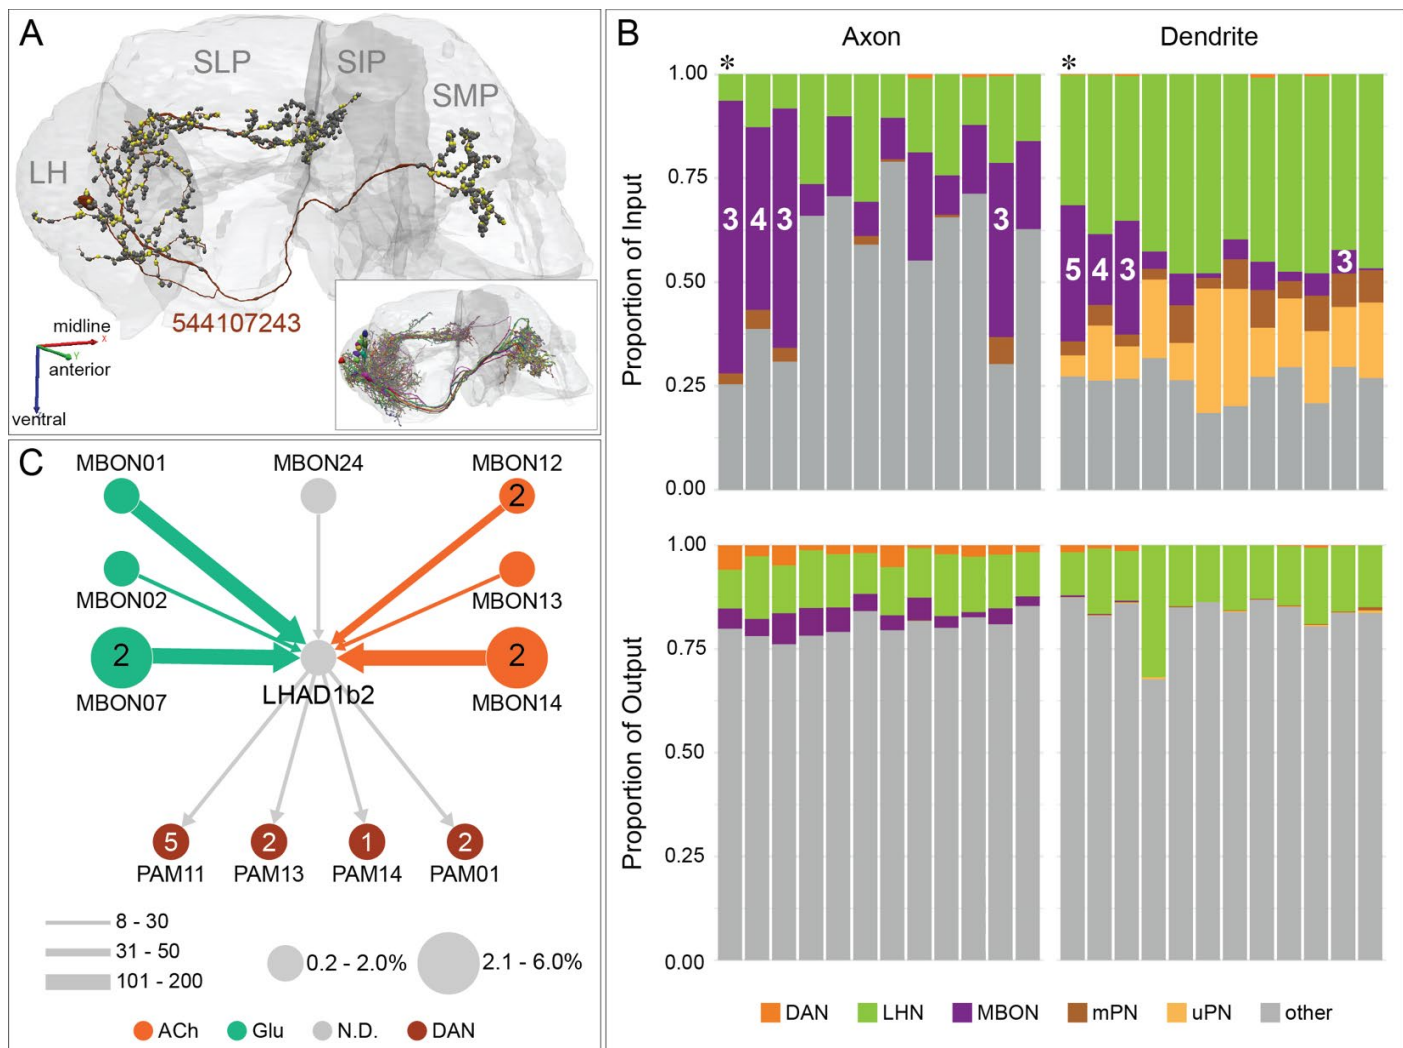 A
SLP
SIP
SMP
LH
544107243
midline
X
Y
anterior
ventral
B
Axon
Dendrite
*
*
Proportion of Input
1.00
0.75
0.50
0.25
0.00
3
4
3
3
5
4
3
3
Proportion of Output
1.00
0.75
0.50
0.25
0.00
DAN
LHN
MBON
mPN
uPN
other
C
MBON01
MBON24
MBON12
2
MBON02
MBON13
2
2
MBON07
LHAD1b2
MBON14
5
2
1
2
PAM11
PAM13
PAM14
PAM01
8 - 30
31 - 50
101 - 200
0.2 - 2.0%
2.1 - 6.0%
ACh
Glu
N.D.
DAN